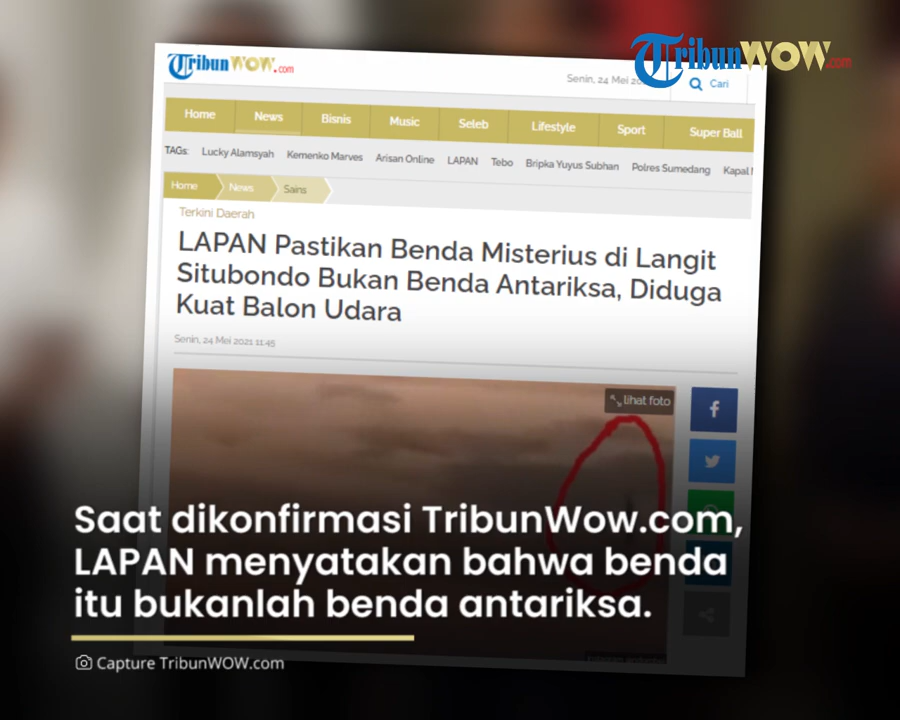 TribunWOW.com
TribunWOW.com
Senin, 24 Mei
Cari
Home News Bisnis Music Seleb Lifestyle Sport Super Ball
TAGs: Lucky Alamsyah Kemenko Marves Arisan Online LAPAN Tebo Bripka Yuyus Subhan Polres Sumedang Kapal
Home News Sains
Terkini Daerah
LAPAN Pastikan Benda Misterius di Langit
Situbondo Bukan Benda Antariksa, Diduga
Kuat Balon Udara
Senin, 24 Mei 2021 11:45
lihat foto
Saat dikonfirmasi TribunWow.com,
LAPAN menyatakan bahwa benda
itu bukanlah benda antariksa.
Capture TribunWOW.com